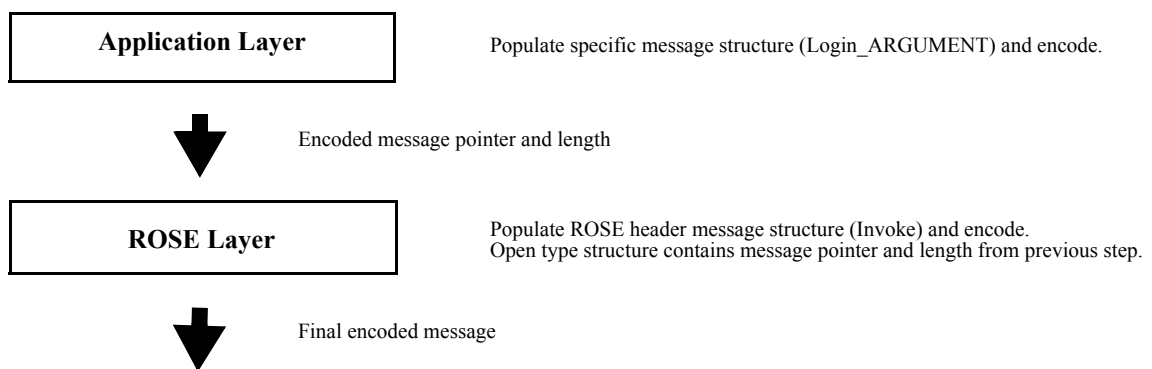 Application Layer
Populate specific message structure (Login_ARGUMENT) and encode.
Encoded message pointer and length
ROSE Layer
Populate ROSE header message structure (Invoke) and encode.
Open type structure contains message pointer and length from previous step.
Final encoded message